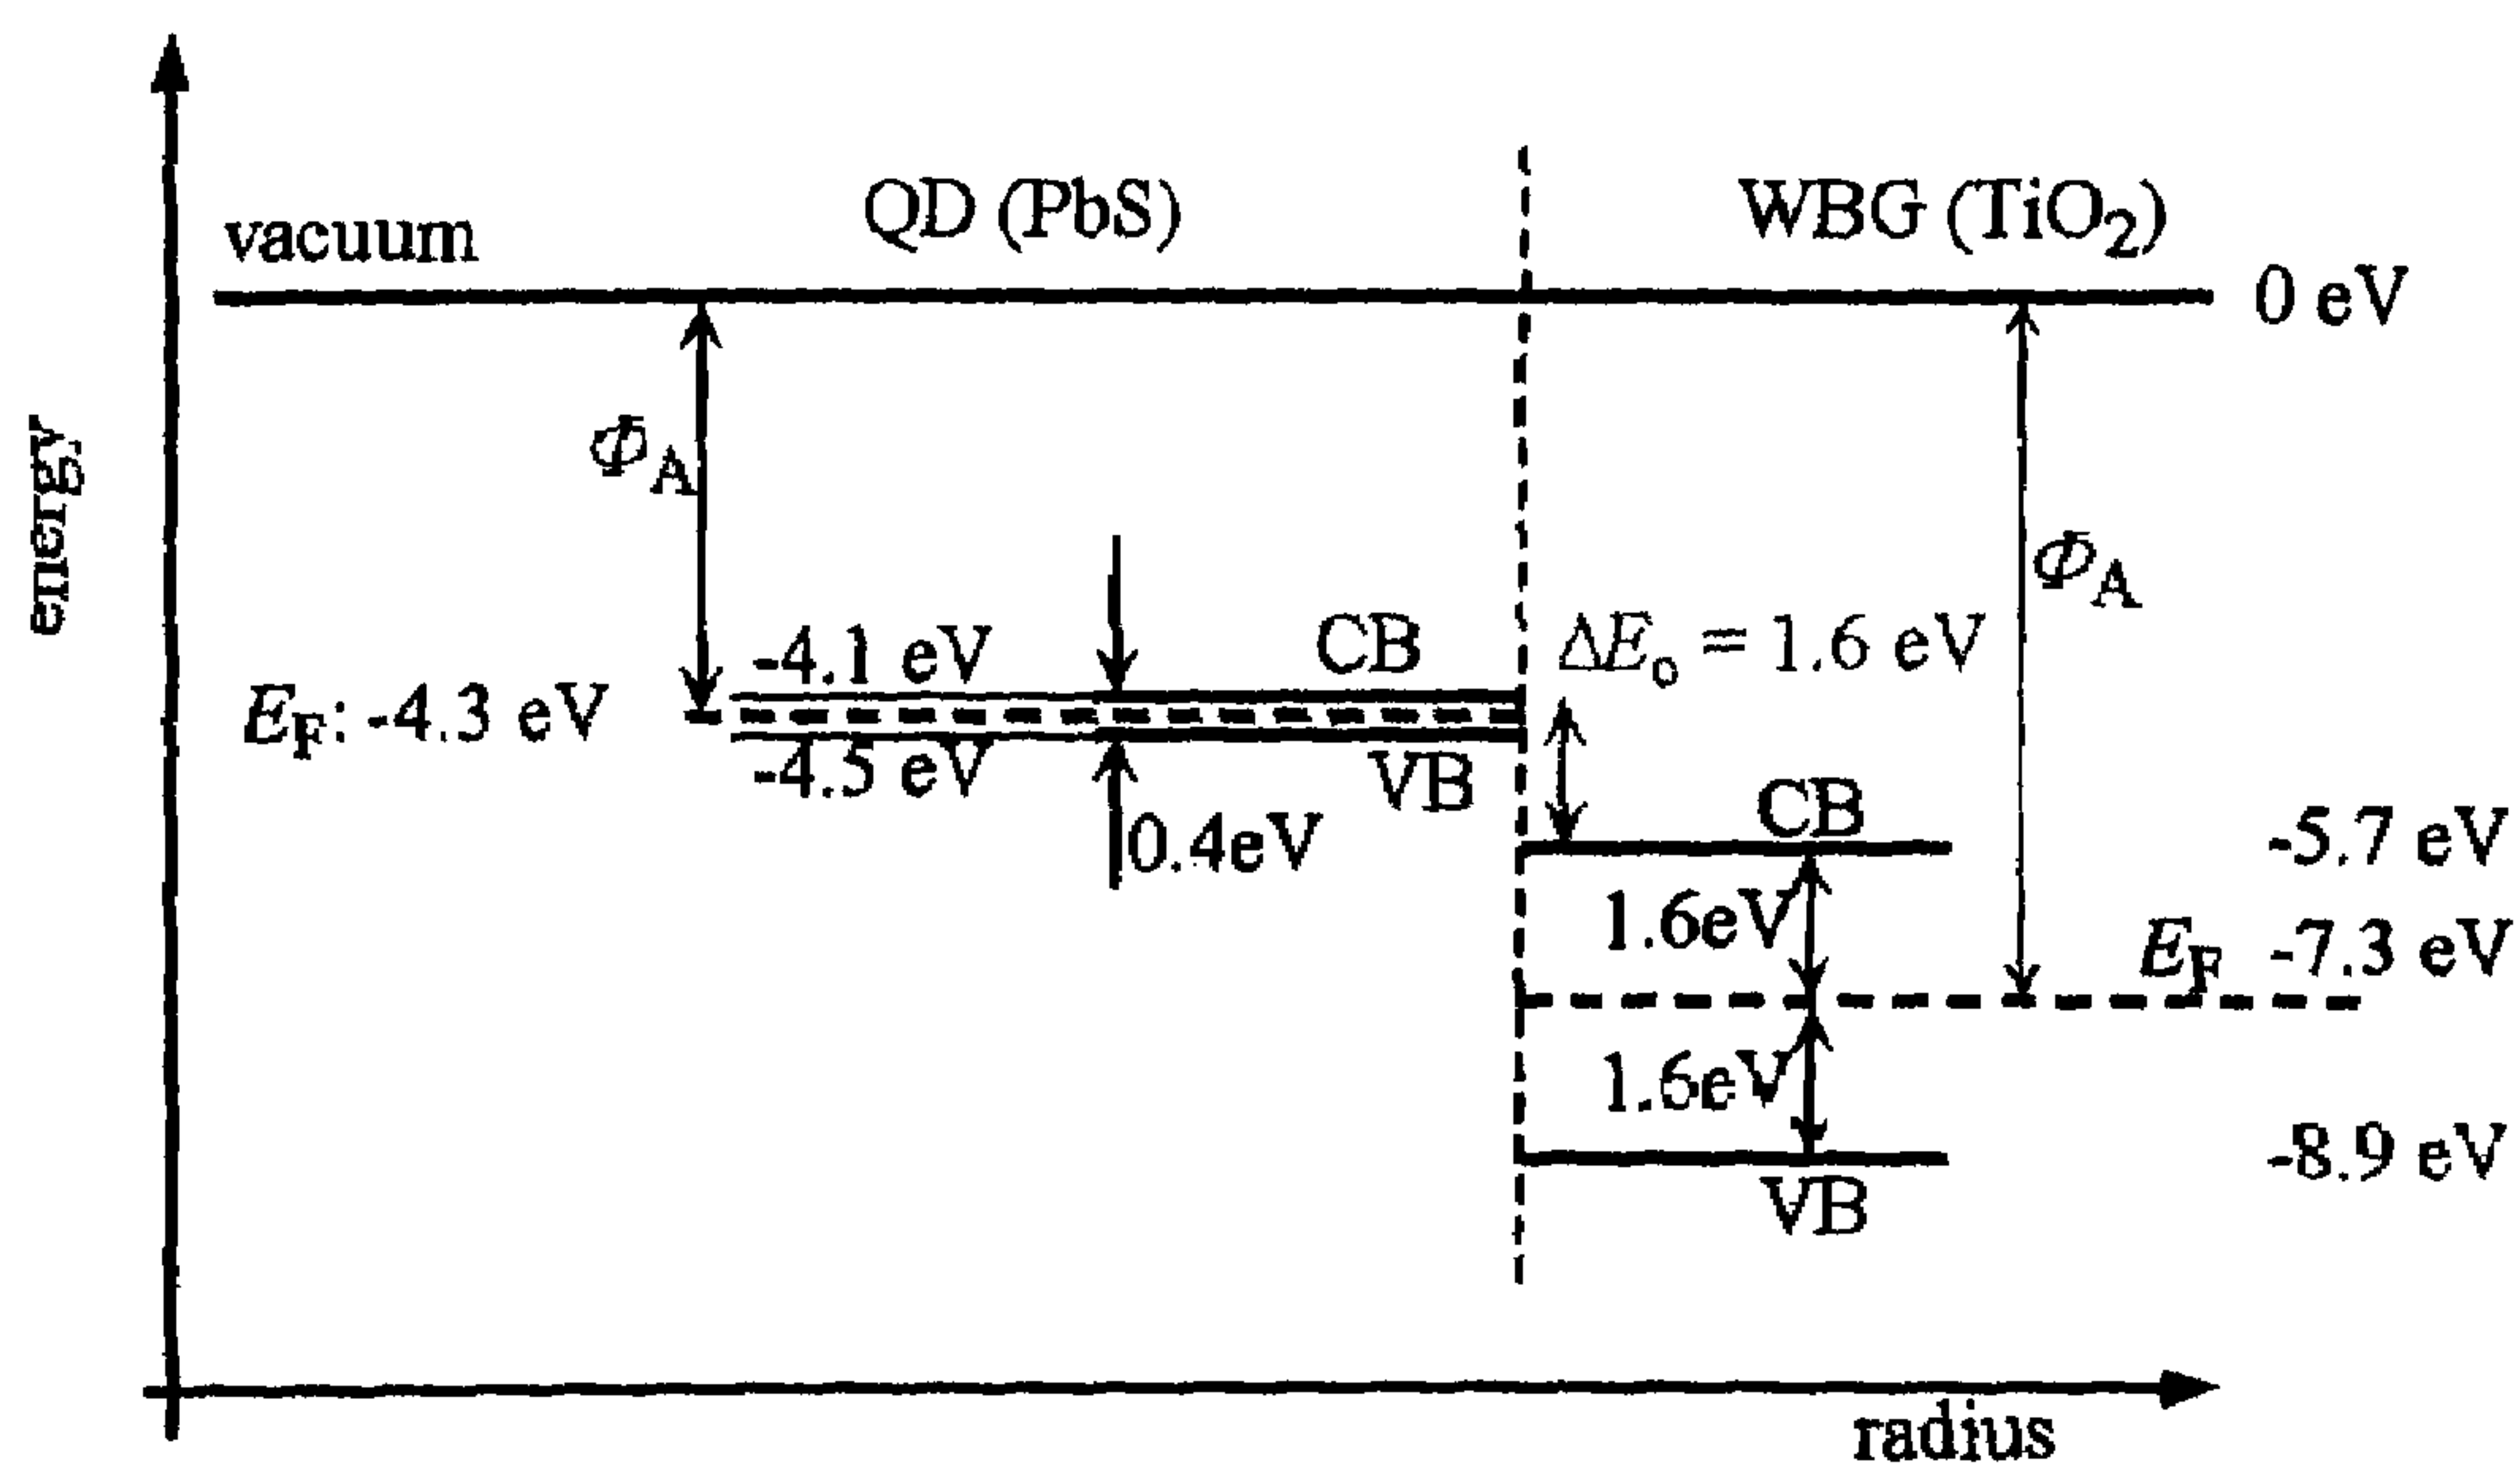 QD (PbS)
WBG (TiO2)
vacuum
0 eV
energy
ΦA
ΦA
-4.1 eV
CB
ΔEo = 1.6 eV
EF: -4.3 eV
-4.5 eV
VB
0.4eV
CB
-5.7 eV
1.6eV
EF -7.3 eV
1.6eV
-8.9 eV
VB
radius